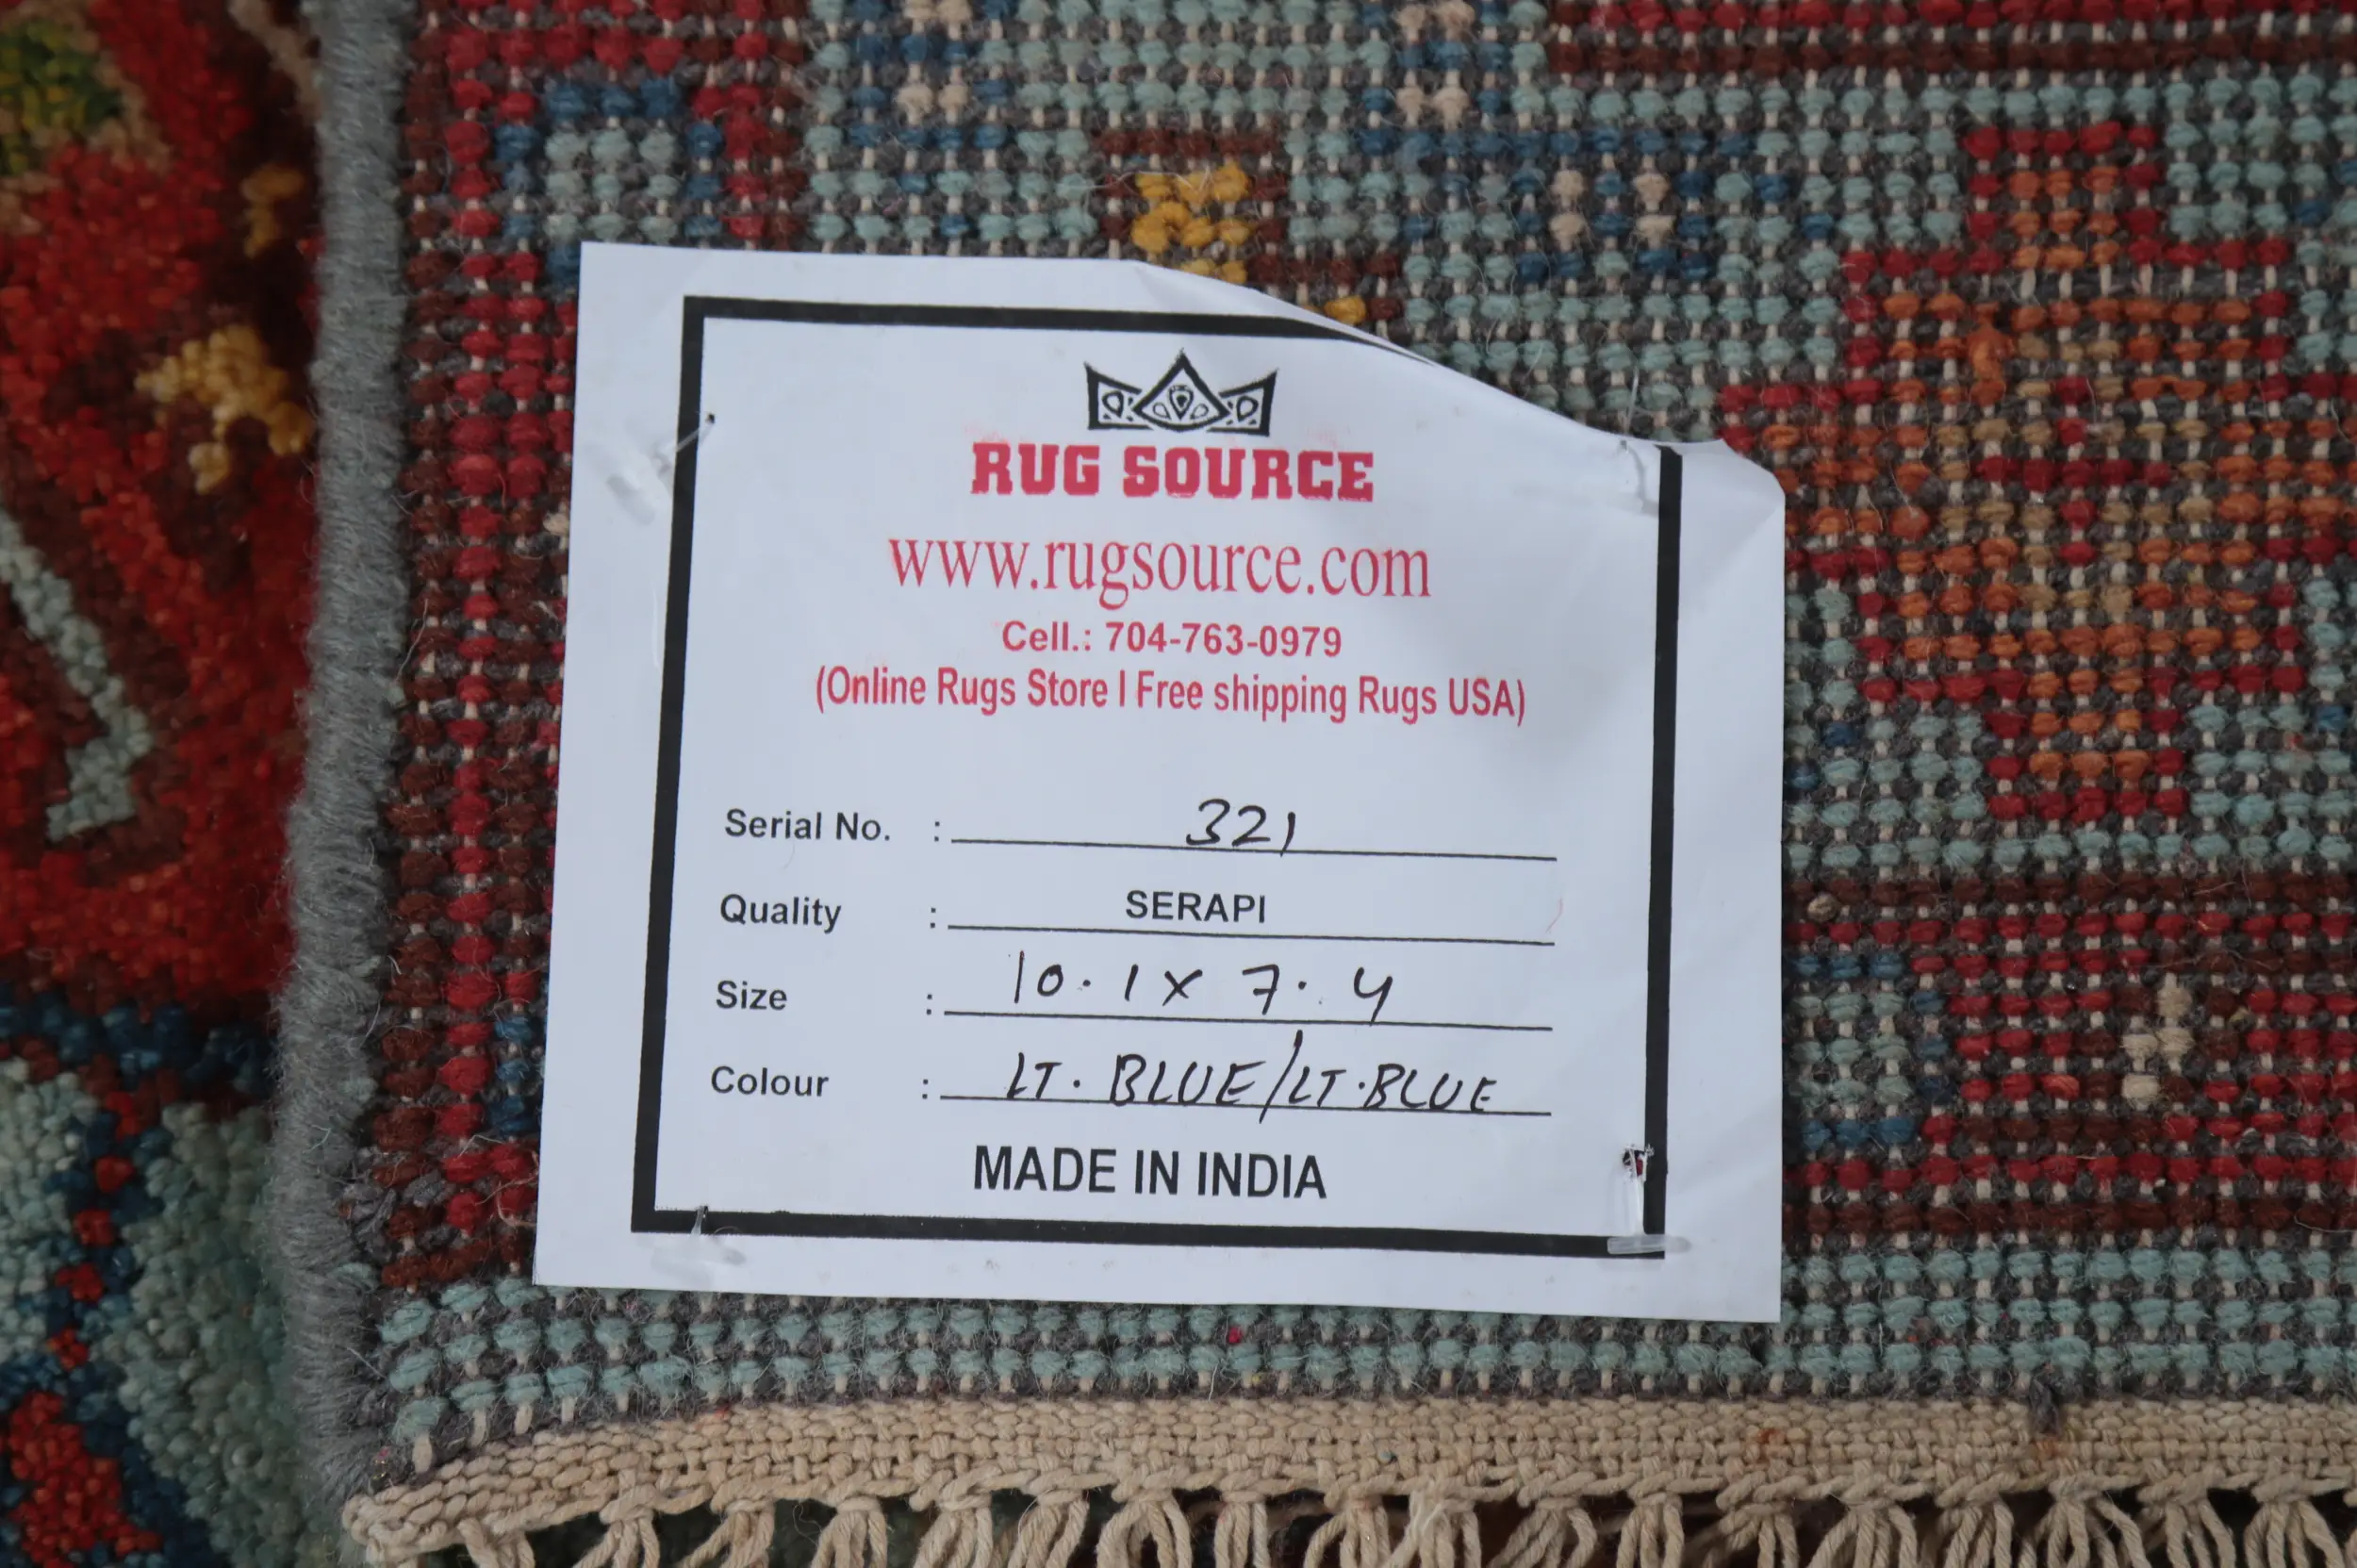 RUG SOURCE
www.rugsource.com
Cell.: 704-763-0979
(Online Rugs Store I Free shipping Rugs USA)
Serial No. : 321
Quality : SERAPI
Size : 10.1 x 7.4
Colour : LT. BLUE/LT.BLUE
MADE IN INDIA